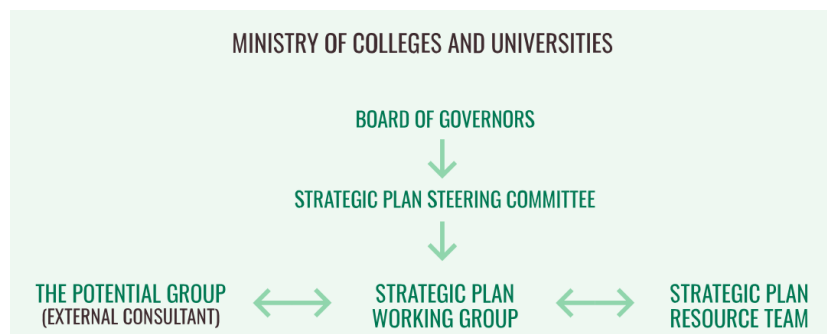 MINISTRY OF COLLEGES AND UNIVERSITIES
BOARD OF GOVERNORS
STRATEGIC PLAN STEERING COMMITTEE
THE POTENTIAL GROUP
(EXTERNAL CONSULTANT)
STRATEGIC PLAN
WORKING GROUP
STRATEGIC PLAN
RESOURCE TEAM